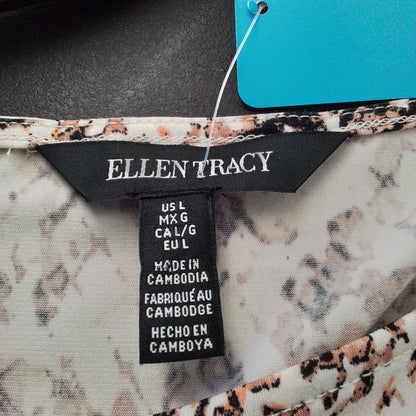 ELLEN TRACY
US L
MX G
CA L/G
EU L
MADE IN
CAMBODIA
FABRIQUÉ AU
CAMBODGE
HECHO EN
CAMBOYA